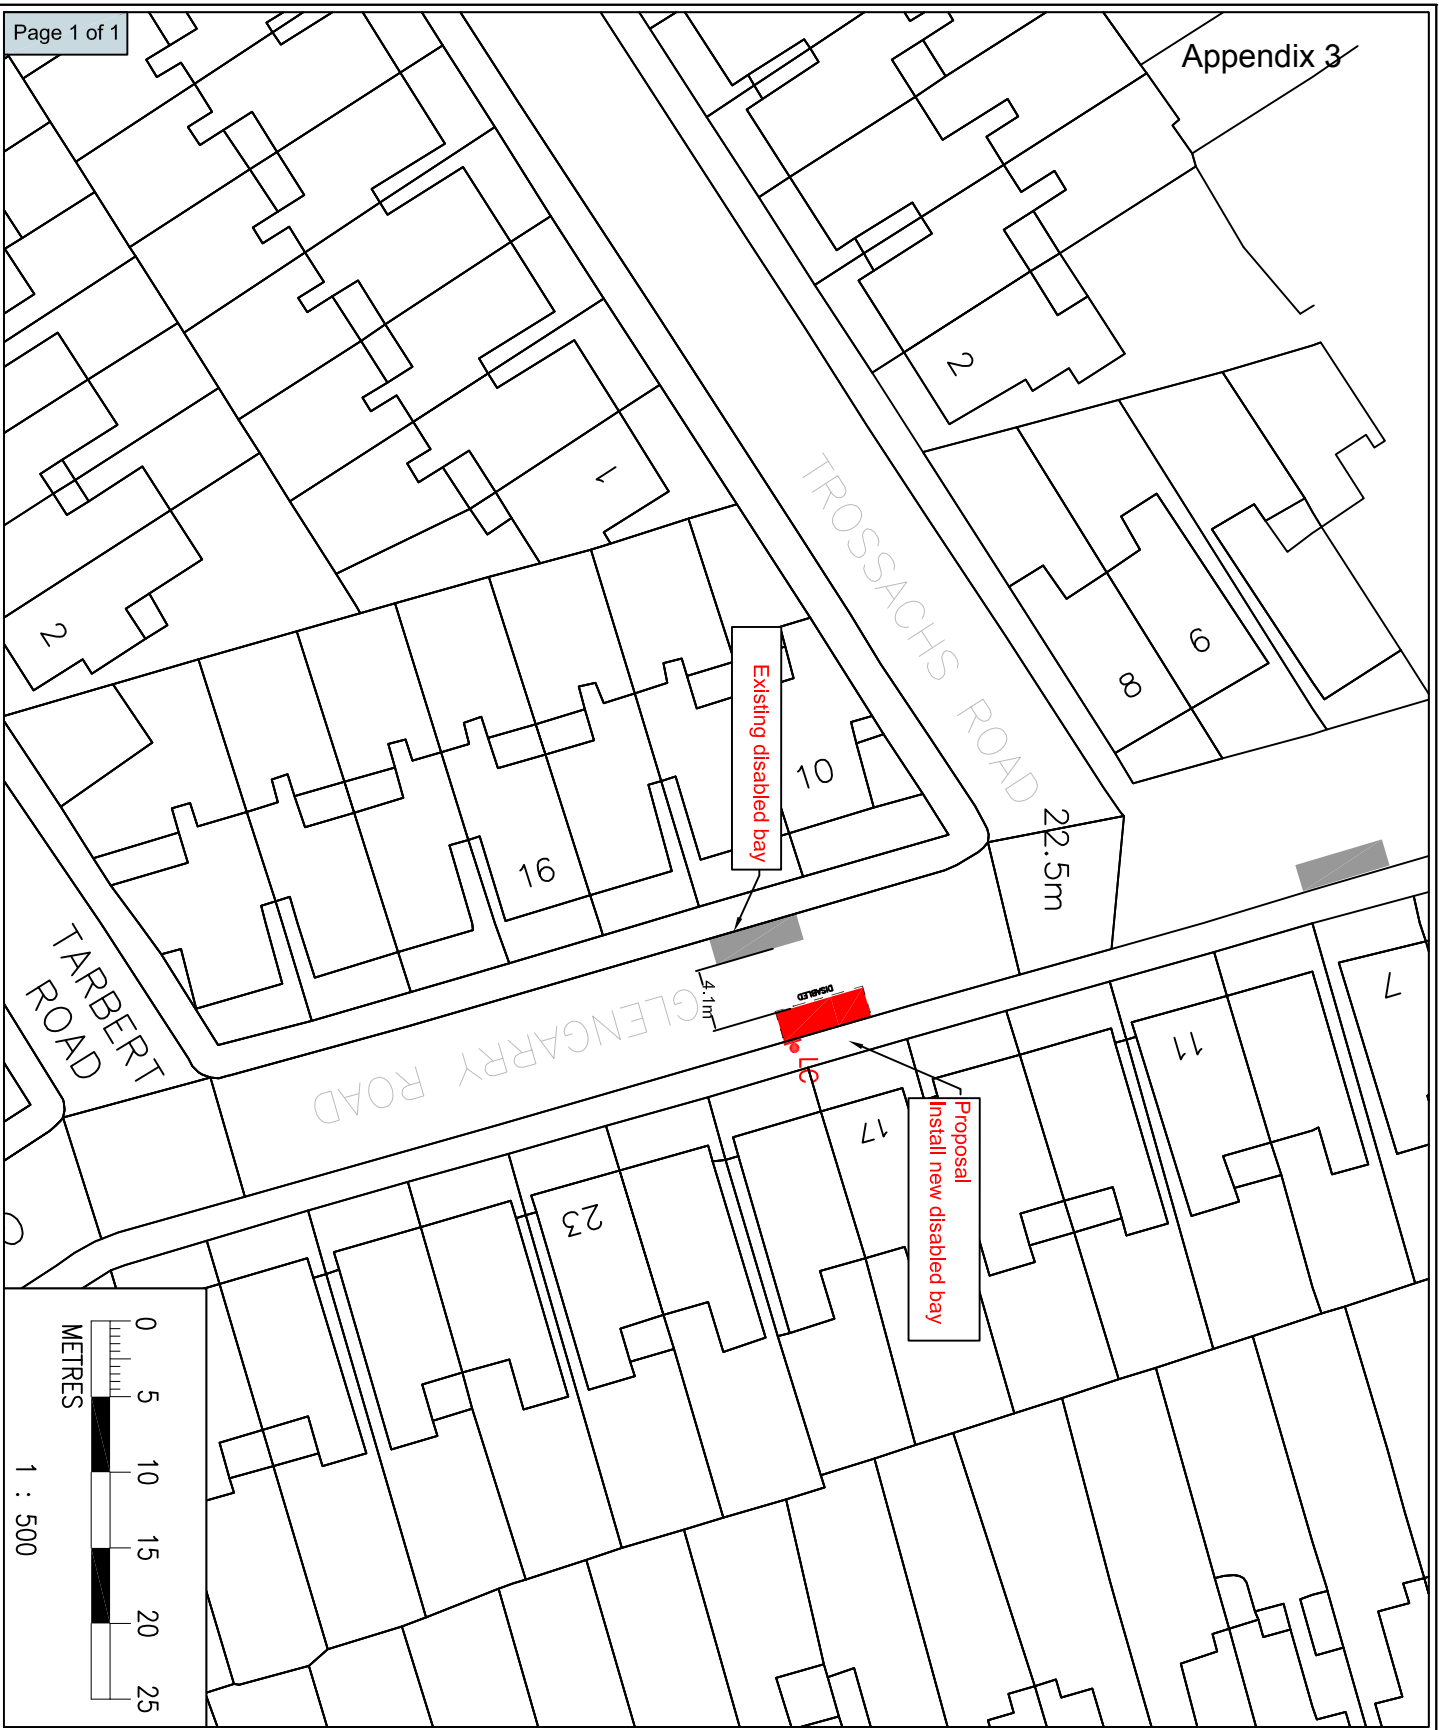 Page 1 of 1
Appendix 3
2
1
2
TROSSACHS ROAD
6
8
Existing disabled bay
10
16
22.5m
TARBERT
ROAD
4.1m
DISABLED
GLENGARRY ROAD
LC
7
11
17
23
Proposal
Install new disabled bay
0 5 10 15 20 25
METRES
1 : 500